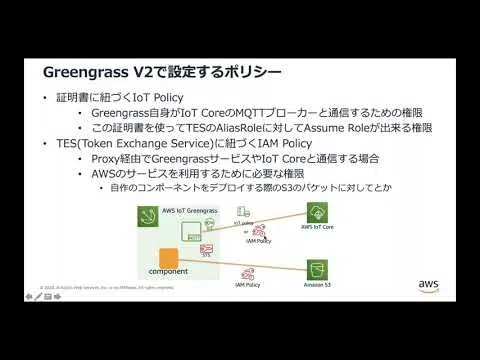 Greengrass V2で設定するポリシー
• 証明書に紐づくIoT Policy
• Greengrass自身がIoT CoreのMQTTブローカーと通信するための権限
• この証明書を使ってTESのAliasRoleに対してAssume Roleが出来る権限
• TES(Token Exchange Service)に紐づくIAM Policy
• Proxy経由でGreengrassサービスやIoT Coreと通信する場合
• AWSのサービスを利用するために必要な権限
• 自作のコンポーネントをデプロイする際のS3のバケットに対してとか
AWS IoT Greengrass
IoT policy
or
IAM Policy
AWS IoT Core
STS
component
IAM Policy
Amazon S3
aws